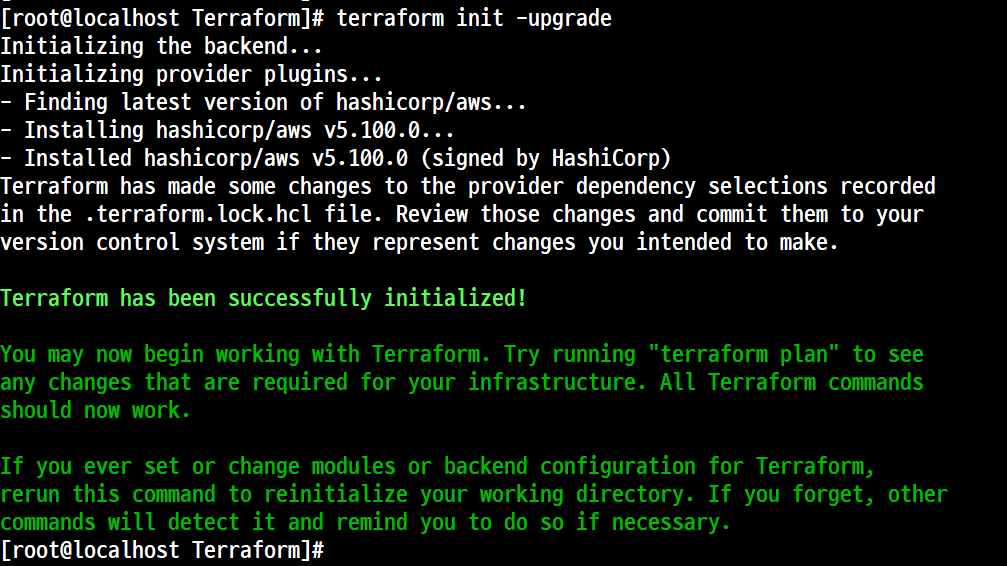 [root@localhost Terraform]# terraform init -upgrade
Initializing the backend...
Initializing provider plugins...
- Finding latest version of hashicorp/aws...
- Installing hashicorp/aws v5.100.0...
- Installed hashicorp/aws v5.100.0 (signed by HashiCorp)
Terraform has made some changes to the provider dependency selections recorded
in the .terraform.lock.hcl file. Review those changes and commit them to your
version control system if they represent changes you intended to make.

Terraform has been successfully initialized!

You may now begin working with Terraform. Try running "terraform plan" to see
any changes that are required for your infrastructure. All Terraform commands
should now work.

If you ever set or change modules or backend configuration for Terraform,
rerun this command to reinitialize your working directory. If you forget, other
commands will detect it and remind you to do so if necessary.
[root@localhost Terraform]#